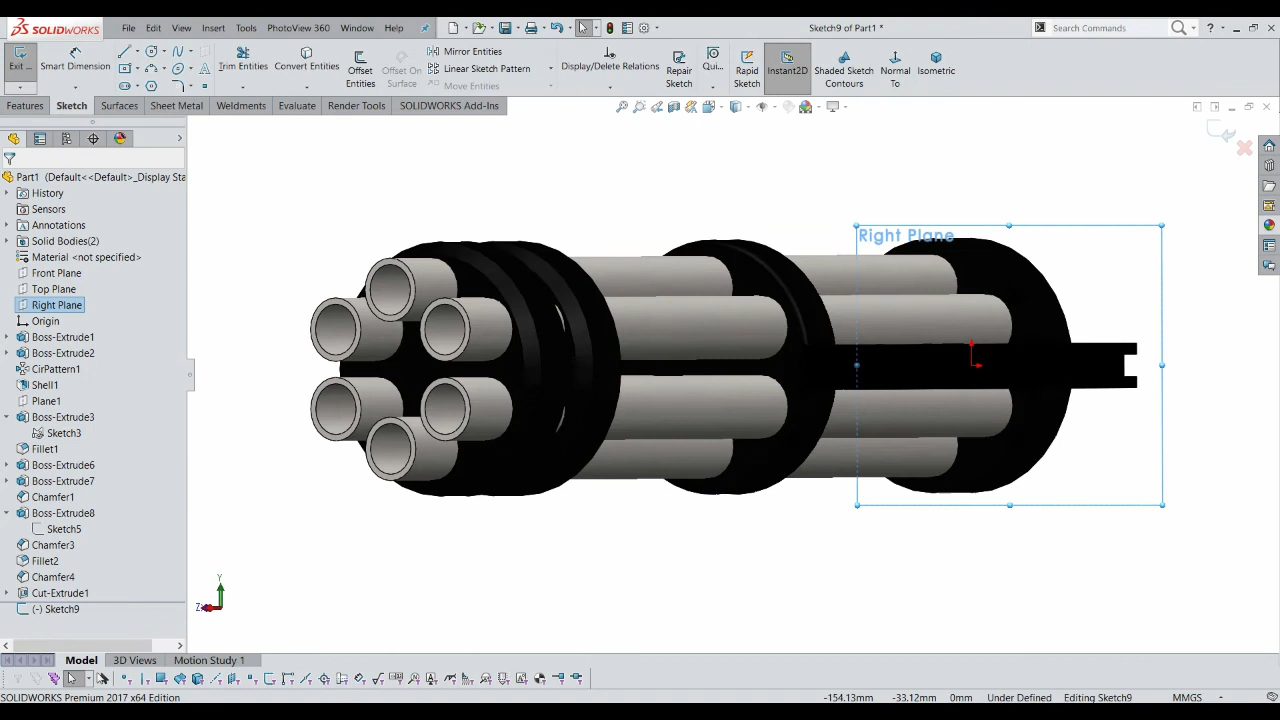 SOLIDWORKS File Edit View Insert Tools PhotoView 360 Window Help Sketch9 of Part1 * Search Commands ?
Exit ... Smart Dimension Trim Entities Convert Entities Offset Entities Offset On Surface Mirror Entities Linear Sketch Pattern Move Entities Display/Delete Relations Repair Sketch Qui... Rapid Sketch Instant2D Shaded Sketch Contours Normal To Isometric
Features Sketch Surfaces Sheet Metal Weldments Evaluate Render Tools SOLIDWORKS Add-Ins
Part1 (Default<<Default>_Display Sta
History
Sensors
Annotations
Solid Bodies(2)
Material <not specified>
Front Plane
Top Plane
Right Plane
Origin
Boss-Extrude1
Boss-Extrude2
CirPattern1
Shell1
Plane1
Boss-Extrude3
Sketch3
Fillet1
Boss-Extrude6
Boss-Extrude7
Chamfer1
Boss-Extrude8
Sketch5
Chamfer3
Fillet2
Chamfer4
Cut-Extrude1
(-) Sketch9
Right Plane
Y
Z
Model 3D Views Motion Study 1
SOLIDWORKS Premium 2017 x64 Edition -154.13mm -33.12mm 0mm Under Defined Editing Sketch9 MMGS